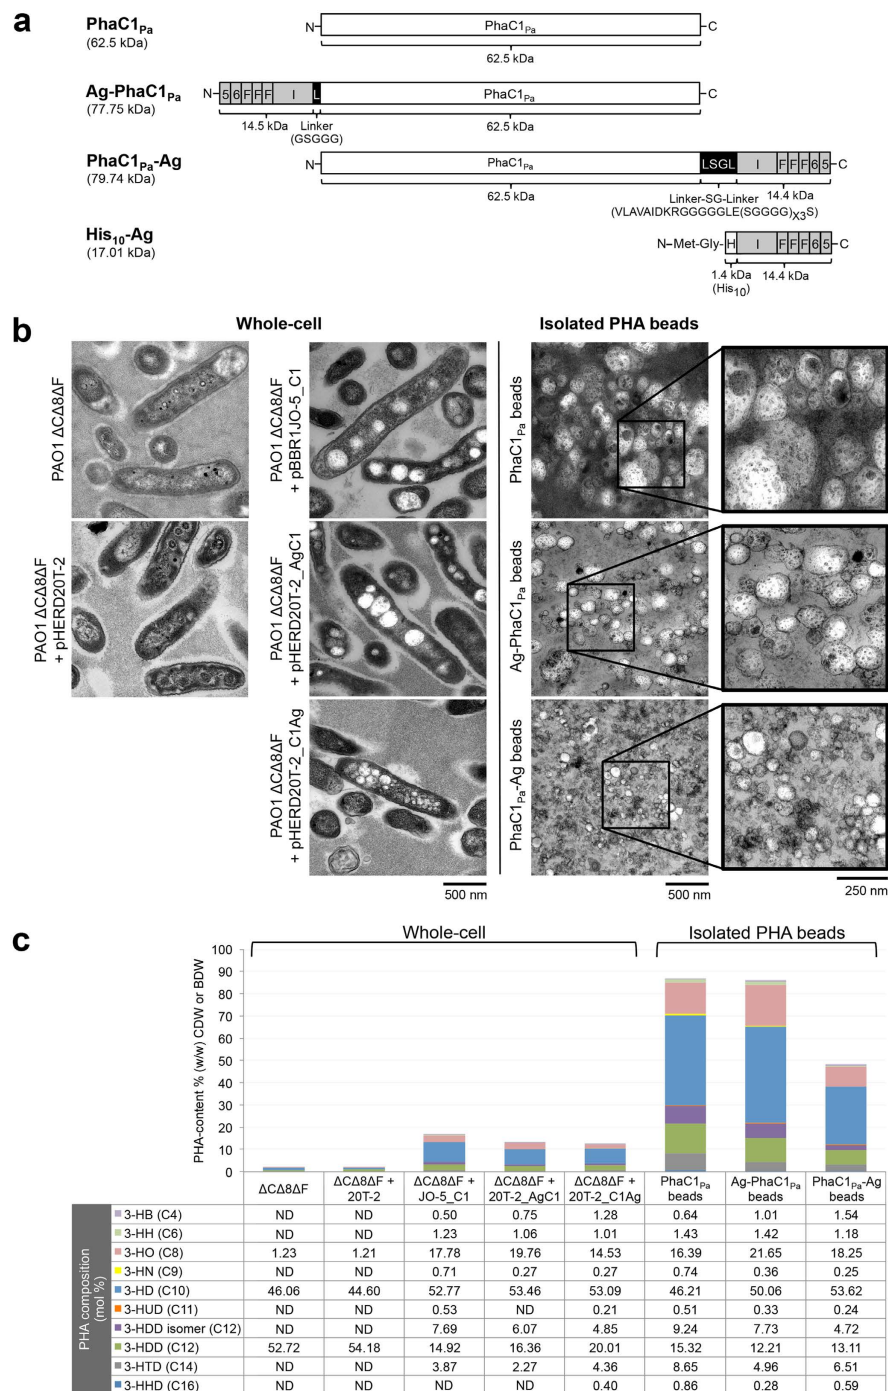 a
PhaC1Pa
(62.5 kDa)
N
PhaC1Pa
C
62.5 kDa
Ag-PhaC1Pa
(77.75 kDa)
N
5 6 F F F I L
PhaC1Pa
C
14.5 kDa
Linker
(GSGGG)
62.5 kDa
PhaC1Pa-Ag
(79.74 kDa)
N
PhaC1Pa
LSGL I F F F 6 5
C
62.5 kDa
14.4 kDa
Linker-SG-Linker
(VLAVAIDKRGGGGGLE(SGGGG)X3S)
His10-Ag
(17.01 kDa)
N-Met-Gly-H I F F F 6 5 C
1.4 kDa
(His10)
14.4 kDa
b
Whole-cell
Isolated PHA beads
PAO1 ΔCΔ8ΔF
PAO1 ΔCΔ8ΔF
+ pBBR1JO-5_C1
PhaC1Pa beads
PAO1 ΔCΔ8ΔF
+ pHERD20T-2
PAO1 ΔCΔ8ΔF
+ pHERD20T-2_AgC1
Ag-PhaC1Pa beads
PAO1 ΔCΔ8ΔF
+ pHERD20T-2_C1Ag
PhaC1Pa-Ag beads
500 nm
500 nm
250 nm
c
Whole-cell
Isolated PHA beads
PHA-content % (w/w) CDW or BDW
100
90
80
70
60
50
40
30
20
10
0
ΔCΔ8ΔF
ΔCΔ8ΔF +
20T-2
ΔCΔ8ΔF +
JO-5_C1
ΔCΔ8ΔF +
20T-2_AgC1
ΔCΔ8ΔF +
20T-2_C1Ag
PhaC1Pa
beads
Ag-PhaC1Pa
beads
PhaC1Pa-Ag
beads
PHA composition
(mol %)
3-HB (C4) ND ND 0.50 0.75 1.28 0.64 1.01 1.54
3-HH (C6) ND ND 1.23 1.06 1.01 1.43 1.42 1.18
3-HO (C8) 1.23 1.21 17.78 19.76 14.53 16.39 21.65 18.25
3-HN (C9) ND ND 0.71 0.27 0.27 0.74 0.36 0.25
3-HD (C10) 46.06 44.60 52.77 53.46 53.09 46.21 50.06 53.62
3-HUD (C11) ND ND 0.53 ND 0.21 0.51 0.33 0.24
3-HDD isomer (C12) ND ND 7.69 6.07 4.85 9.24 7.73 4.72
3-HDD (C12) 52.72 54.18 14.92 16.36 20.01 15.32 12.21 13.11
3-HTD (C14) ND ND 3.87 2.27 4.36 8.65 4.96 6.51
3-HHD (C16) ND ND ND ND 0.40 0.86 0.28 0.59